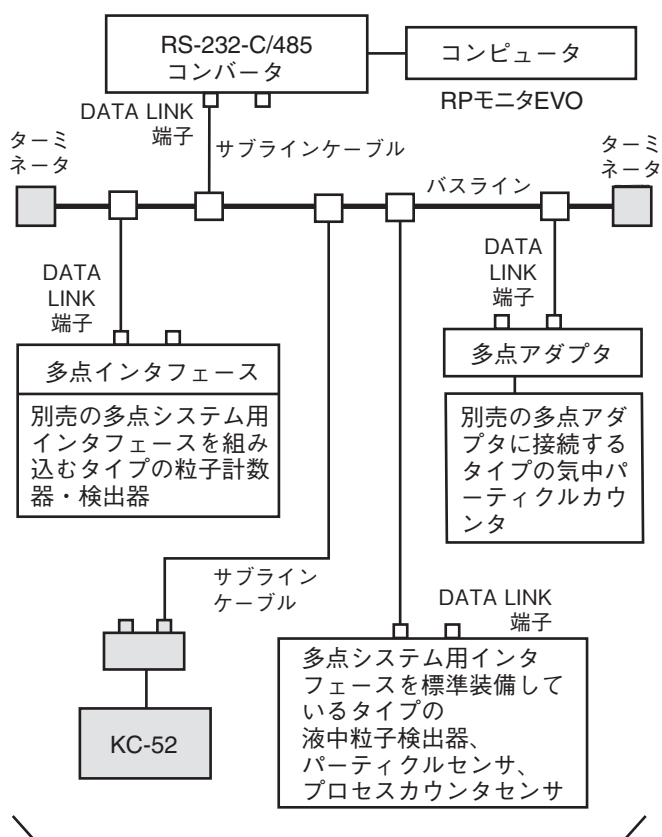 RS-232-C/485
コンバータ
コンピュータ
RPモニタEVO
DATA LINK
端子
サブラインケーブル
ターミ
ネータ
バスライン
ターミ
ネータ
DATA
LINK
端子
DATA
LINK
端子
多点インタフェース
別売の多点システム用
インタフェースを組み
込むタイプの粒子計数
器・検出器
多点アダプタ
別売の多点アダ
プタに接続する
タイプの気中パ
ーティクルカウ
ンタ
サブライン
ケーブル
DATA LINK
端子
KC-52
多点システム用インタ
フェースを標準装備して
いるタイプの
液中粒子検出器、
パーティクルセンサ、
プロセスカウンタセンサ